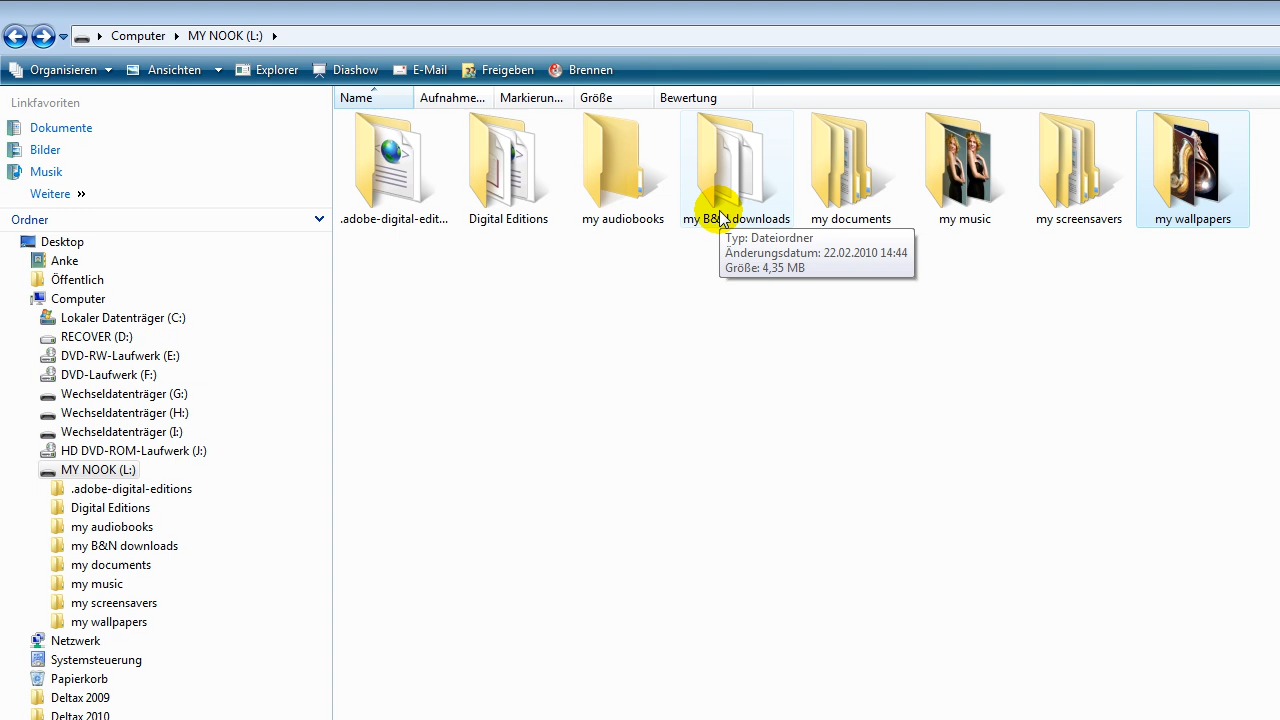 Computer MY NOOK (L:)
Organisieren Ansichten Explorer Diashow E-Mail Freigeben Brennen
Linkfavoriten
Dokumente
Bilder
Musik
Weitere »
Ordner
Desktop
Anke
Öffentlich
Computer
Lokaler Datenträger (C:)
RECOVER (D:)
DVD-RW-Laufwerk (E:)
DVD-Laufwerk (F:)
Wechseldatenträger (G:)
Wechseldatenträger (H:)
Wechseldatenträger (I:)
HD DVD-ROM-Laufwerk (J:)
MY NOOK (L:)
.adobe-digital-editions
Digital Editions
my audiobooks
my B&N downloads
my documents
my music
my screensavers
my wallpapers
Netzwerk
Systemsteuerung
Papierkorb
Deltax 2009
Deltax 2010
Name Aufnahme... Markierun... Größe Bewertung
.adobe-digital-edit... Digital Editions my audiobooks my B&N downloads my documents my music my screensavers my wallpapers
Typ: Dateiordner
Änderungsdatum: 22.02.2010 14:44
Größe: 4,35 MB